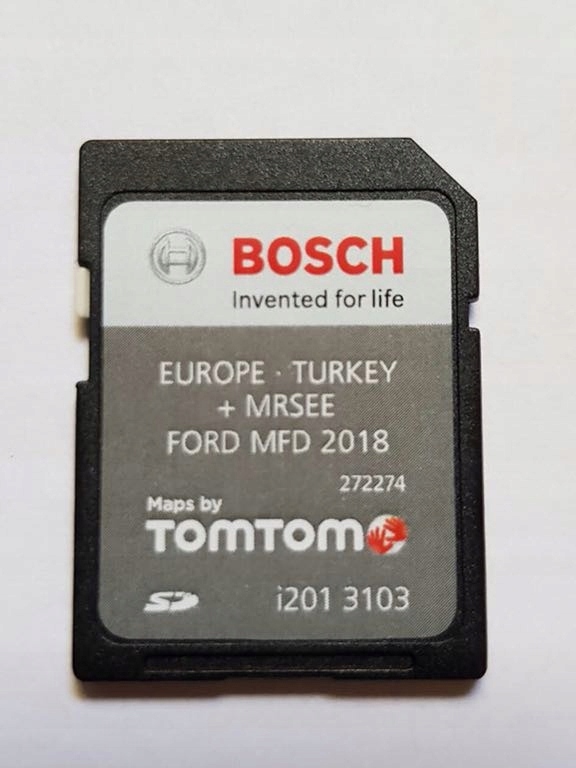 BOSCH
Invented for life
EUROPE · TURKEY
+ MRSEE
FORD MFD 2018
272274
Maps by
TOMTOM
SD i201 3103